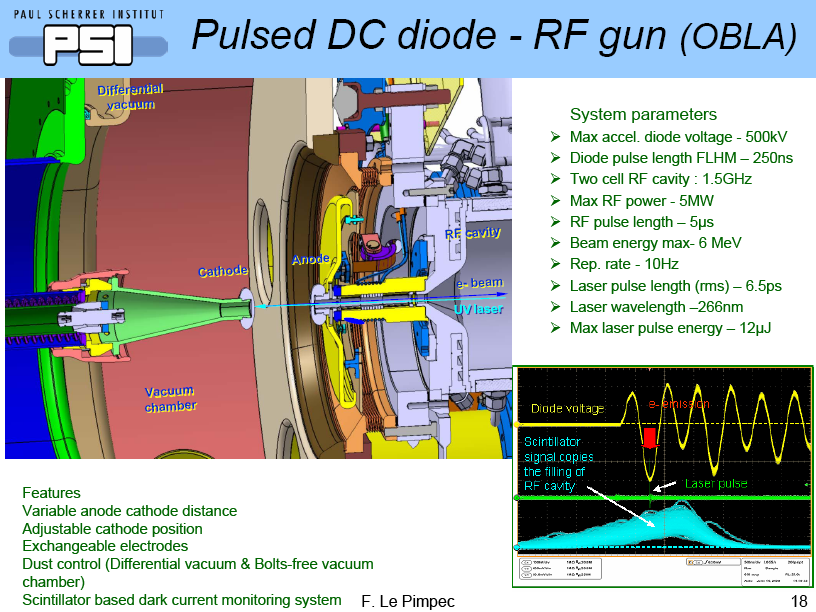 PAUL SCHERRER INSTITUT
PSI
Pulsed DC diode - RF gun (OBLA)
Differential
vacuum
Cathode
Anode
RF cavity
e- beam
UV laser
Vacuum
chamber
System parameters
Max accel. diode voltage - 500kV
Diode pulse length FLHM – 250ns
Two cell RF cavity : 1.5GHz
Max RF power - 5MW
RF pulse length – 5µs
Beam energy max- 6 MeV
Rep. rate - 10Hz
Laser pulse length (rms) – 6.5ps
Laser wavelength –266nm
Max laser pulse energy – 12µJ
Diode voltage
e- emission
Scintillator
signal copies
the filling of
RF cavity
Laser pulse
Features
Variable anode cathode distance
Adjustable cathode position
Exchangeable electrodes
Dust control (Differential vacuum & Bolts-free vacuum
chamber)
Scintillator based dark current monitoring system
F. Le Pimpec
18